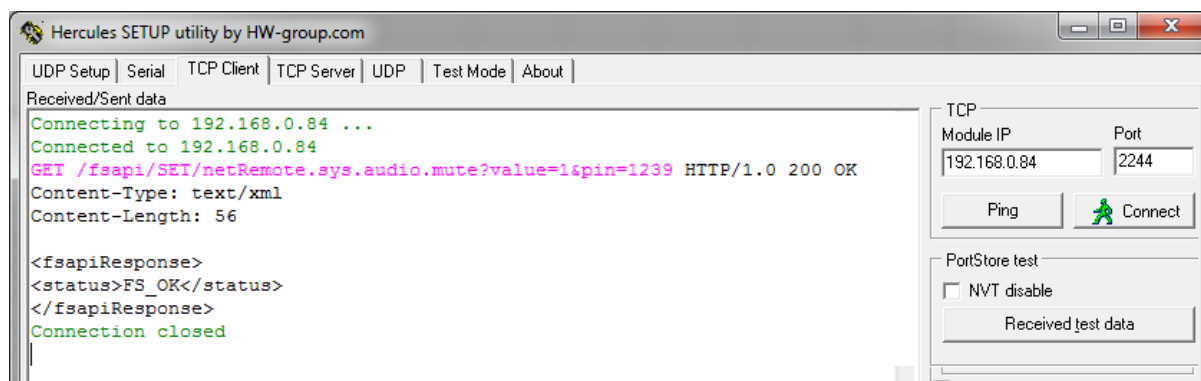 Hercules SETUP utility by HW-group.com
UDP Setup Serial TCP Client TCP Server UDP Test Mode About
Received/Sent data
Connecting to 192.168.0.84 ...
Connected to 192.168.0.84
GET /fsapi/SET/netRemote.sys.audio.mute?value=1&pin=1239 HTTP/1.0 200 OK
Content-Type: text/xml
Content-Length: 56
<fsapiResponse>
<status>FS_OK</status>
</fsapiResponse>
Connection closed
TCP
Module IP Port
192.168.0.84 2244
Ping Connect
PortStore test
NVT disable
Received test data